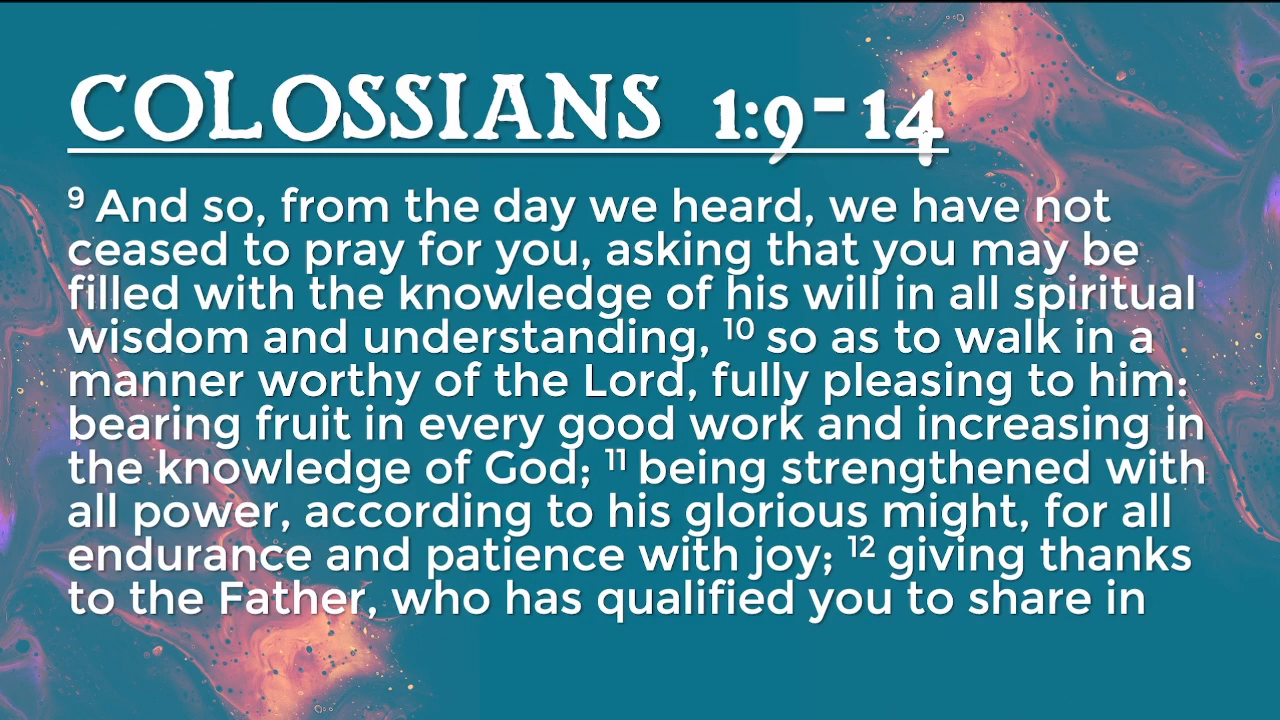 COLOSSIANS 1:9-14
⁹ And so, from the day we heard, we have not
ceased to pray for you, asking that you may be
filled with the knowledge of his will in all spiritual
wisdom and understanding, ¹⁰ so as to walk in a
manner worthy of the Lord, fully pleasing to him:
bearing fruit in every good work and increasing in
the knowledge of God; ¹¹ being strengthened with
all power, according to his glorious might, for all
endurance and patience with joy; ¹² giving thanks
to the Father, who has qualified you to share in